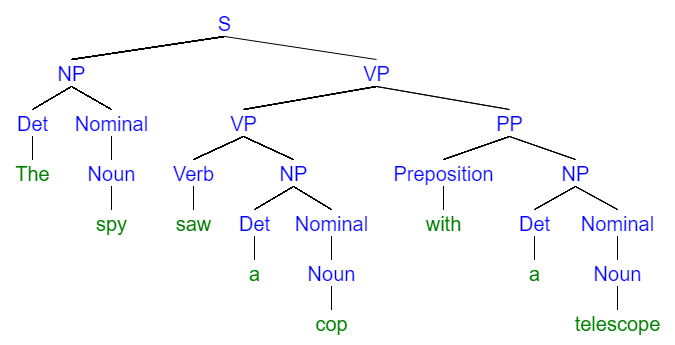 S
NP VP
Det Nominal VP PP
The Noun Verb NP Preposition NP
spy saw Det Nominal with Det Nominal
a Noun a Noun
cop telescope